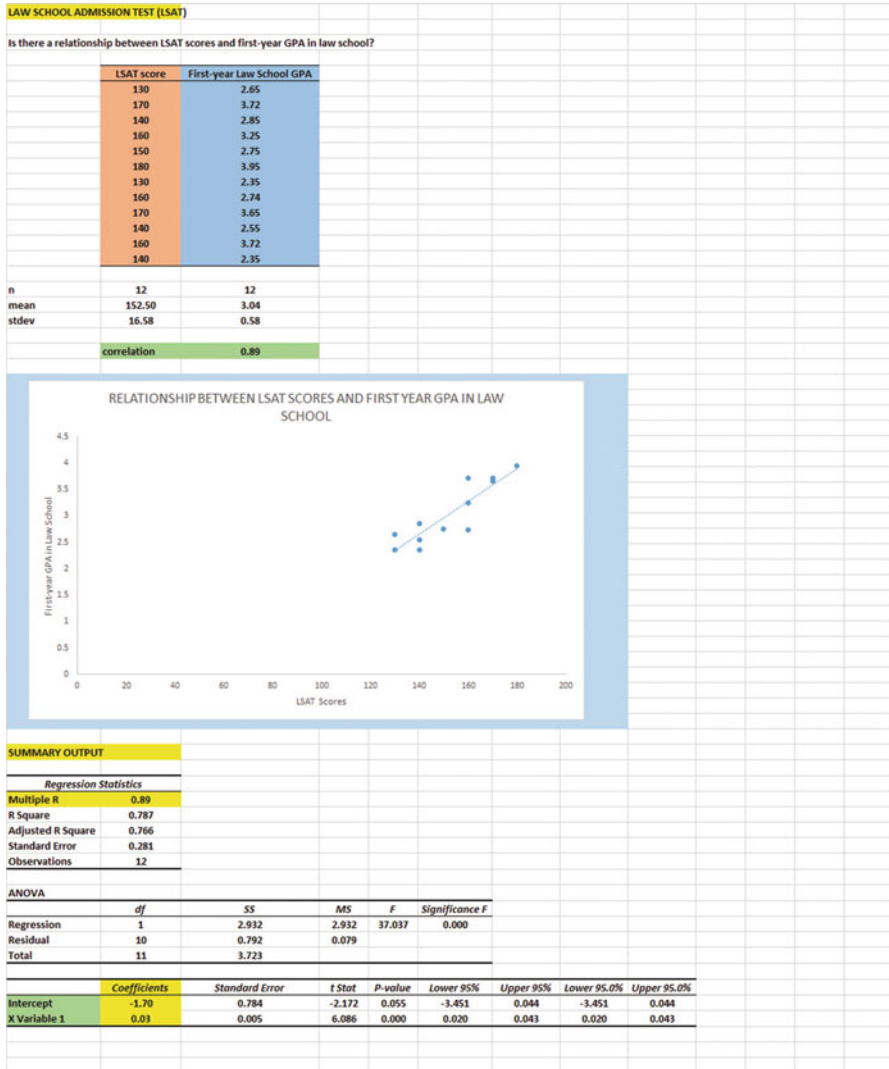 LAW SCHOOL ADMISSION TEST (LSAT)
Is there a relationship between LSAT scores and first-year GPA in law school?
LSAT score First-year Law School GPA
130 2.65
170 3.72
140 2.85
160 3.25
150 2.75
180 3.95
130 2.35
160 2.74
170 3.65
140 2.55
160 3.72
140 2.35
n 12 12
mean 152.50 3.04
stdev 16.58 0.58
correlation 0.89
RELATIONSHIP BETWEEN LSAT SCORES AND FIRST YEAR GPA IN LAW
SCHOOL
First-year GPA in Law School
4.5
4
3.5
3
2.5
2
1.5
1
0.5
0
0 20 40 60 80 100 120 140 160 180 200
LSAT Scores
SUMMARY OUTPUT
Regression Statistics
Multiple R 0.89
R Square 0.787
Adjusted R Square 0.766
Standard Error 0.281
Observations 12
ANOVA
df SS MS F Significance F
Regression 1 2.932 2.932 37.037 0.000
Residual 10 0.792 0.079
Total 11 3.723
Coefficients Standard Error t Stat P-value Lower 95% Upper 95% Lower 95.0% Upper 95.0%
Intercept -1.70 0.784 -2.172 0.055 -3.451 0.044 -3.451 0.044
X Variable 1 0.03 0.005 6.086 0.000 0.020 0.043 0.020 0.043